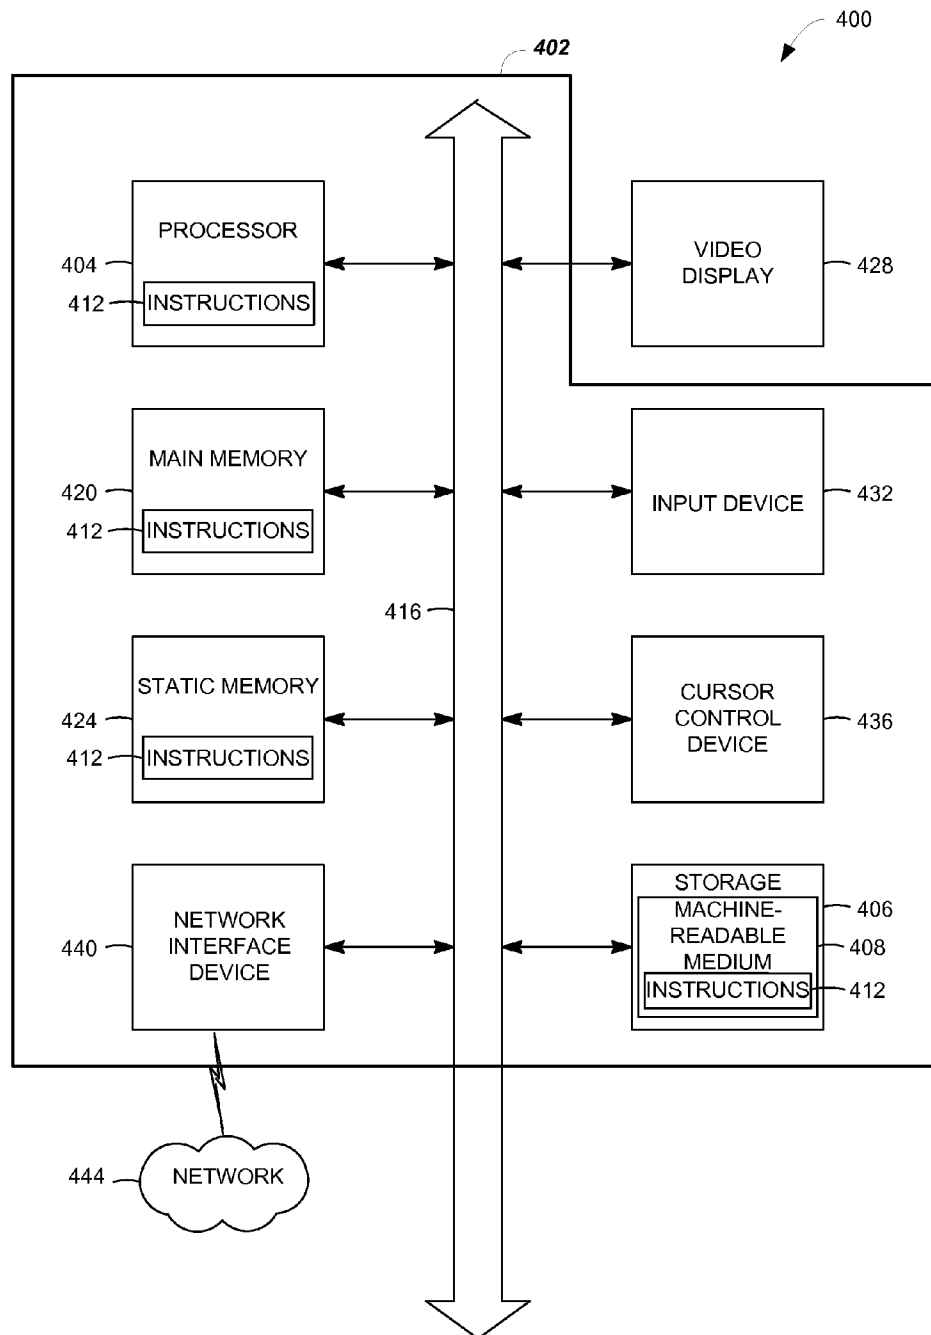 400
402
PROCESSOR
404
412
INSTRUCTIONS
VIDEO
DISPLAY
428
MAIN MEMORY
420
412
INSTRUCTIONS
INPUT DEVICE
432
416
STATIC MEMORY
424
412
INSTRUCTIONS
CURSOR
CONTROL
DEVICE
436
NETWORK
INTERFACE
DEVICE
440
STORAGE
406
MACHINE-
READABLE
MEDIUM
408
INSTRUCTIONS
412
444
NETWORK